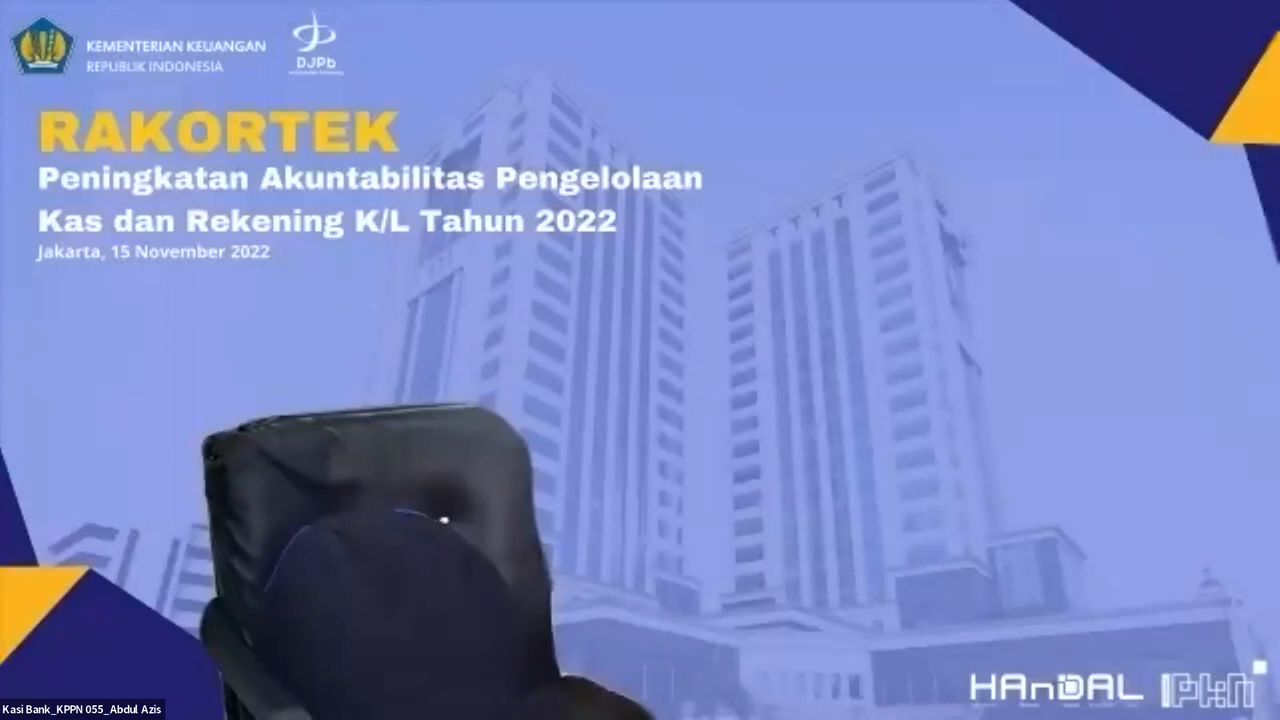 KEMENTERIAN KEUANGAN
REPUBLIK INDONESIA
DJPb
RAKORTEK
Peningkatan Akuntabilitas Pengelolaan
Kas dan Rekening K/L Tahun 2022
Jakarta, 15 November 2022
HAnDAL
Kasi Bank_KPPN 055_Abdul Azis